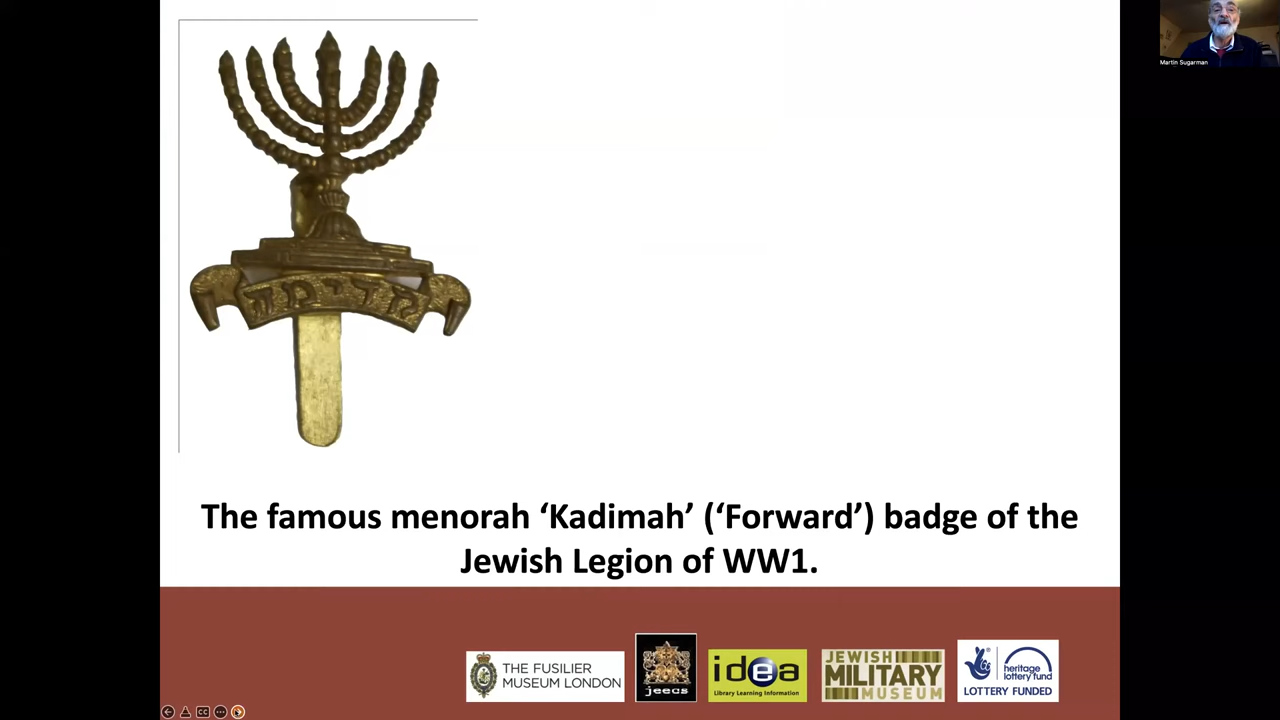 Martin Sugarman
קדימה
The famous menorah ‘Kadimah’ (‘Forward’) badge of the
Jewish Legion of WW1.
THE FUSILIER
MUSEUM LONDON
jeecs
idea
Library Learning Information
JEWISH
MILITARY
MUSEUM
heritage
lottery fund
LOTTERY FUNDED
CC